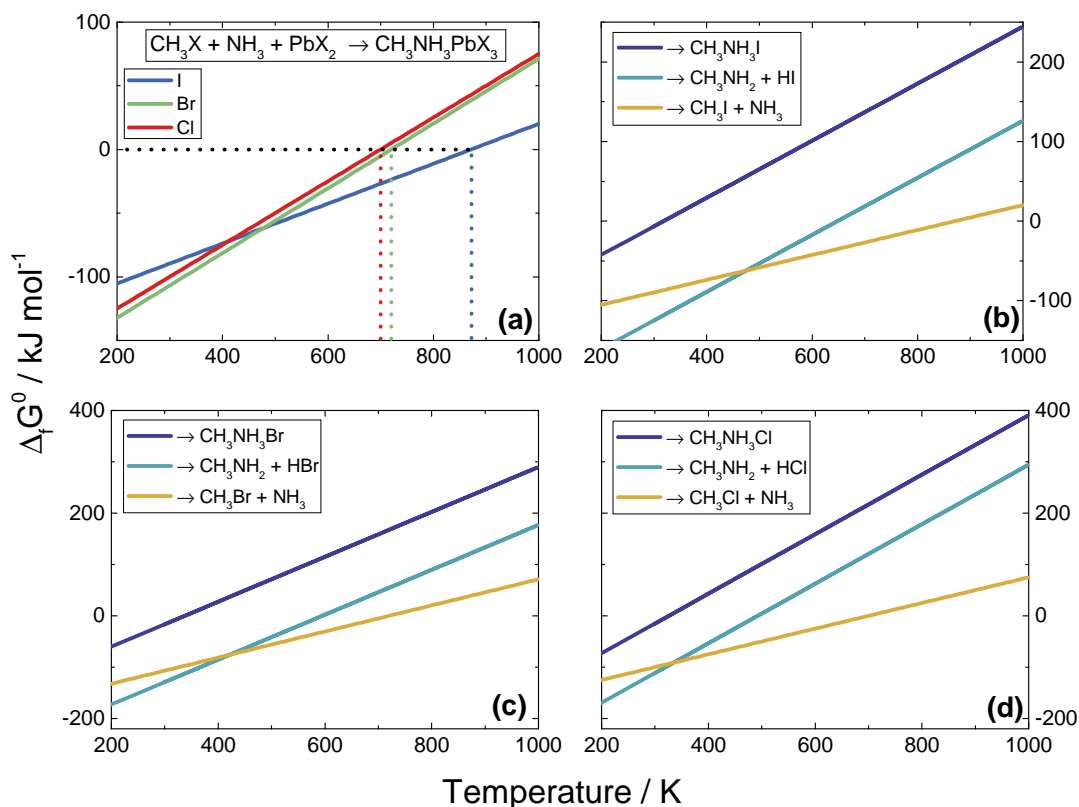 CH₃X + NH₃ + PbX₂ → CH₃NH₃PbX₃
I
Br
Cl
100
0
-100
200 400 600 800 1000
(a)
→ CH₃NH₃I
→ CH₃NH₂ + HI
→ CH₃I + NH₃
200
100
0
-100
200 400 600 800 1000
(b)
ΔfG⁰ / kJ mol⁻¹
→ CH₃NH₃Br
→ CH₃NH₂ + HBr
→ CH₃Br + NH₃
400
200
0
-200
200 400 600 800 1000
(c)
→ CH₃NH₃Cl
→ CH₃NH₂ + HCl
→ CH₃Cl + NH₃
400
200
0
-200
200 400 600 800 1000
(d)
Temperature / K